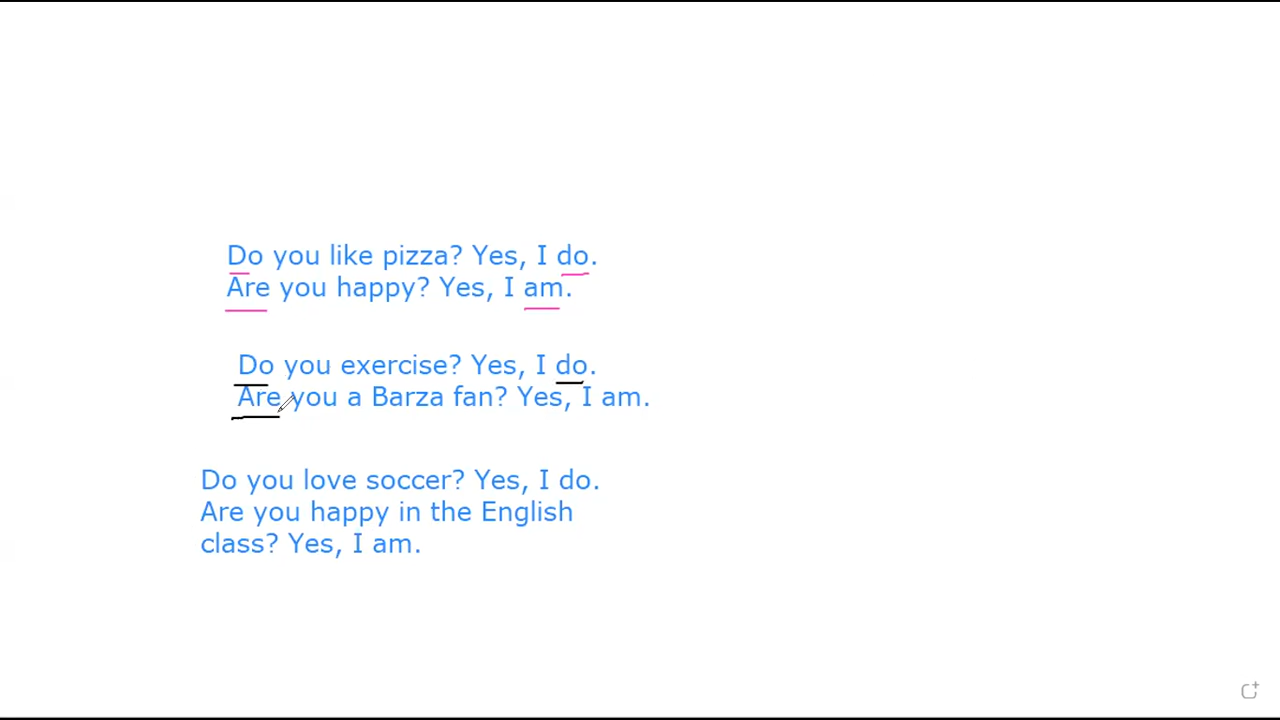 Do you like pizza? Yes, I do.
Are you happy? Yes, I am.
Do you exercise? Yes, I do.
Are you a Barza fan? Yes, I am.
Do you love soccer? Yes, I do.
Are you happy in the English
class? Yes, I am.